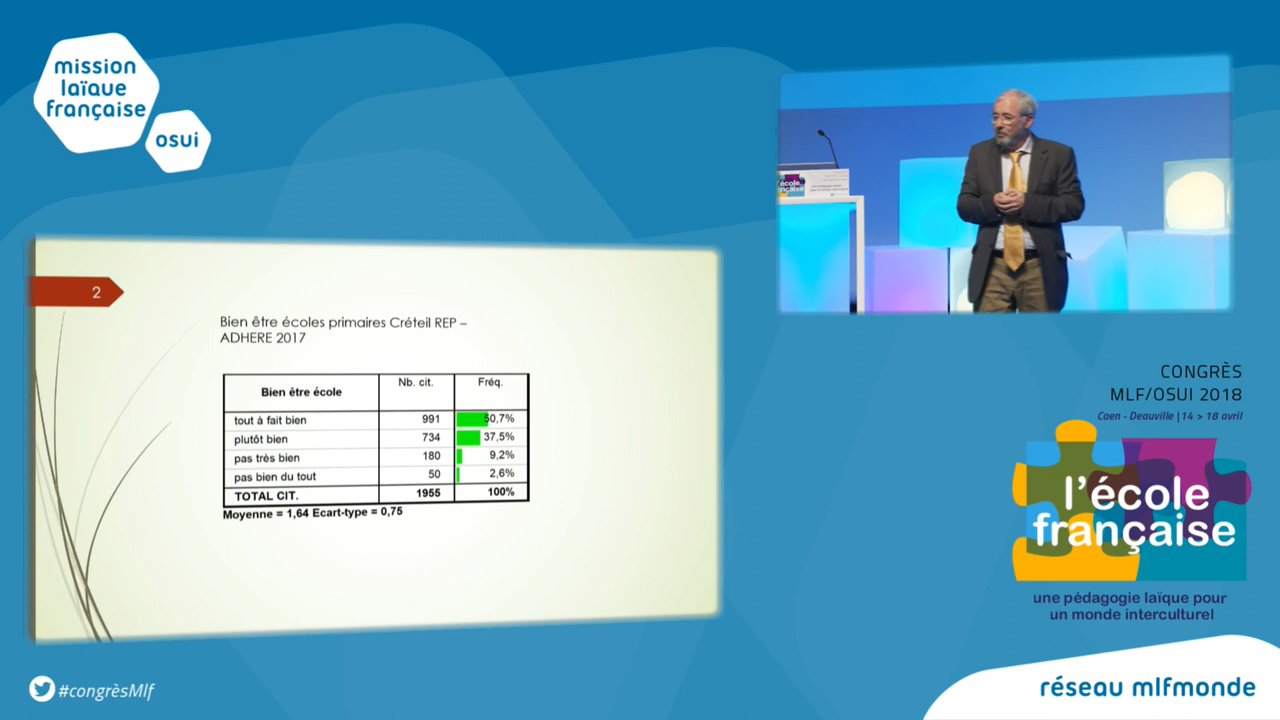 mission
laïque
française
osui
2
Bien être écoles primaires Créteil REP –
ADHERE 2017
Bien être école Nb. cit. Fréq.
tout à fait bien 991 50,7%
plutôt bien 734 37,5%
pas très bien 180 9,2%
pas bien du tout 50 2,6%
TOTAL CIT. 1955 100%
Moyenne = 1,64 Ecart-type = 0,75
CONGRÈS
MLF/OSUI 2018
Caen - Deauville | 14 > 18 avril
l'école
française
une pédagogie laïque pour
un monde interculturel
#congrèsMlf
réseau mlfmonde